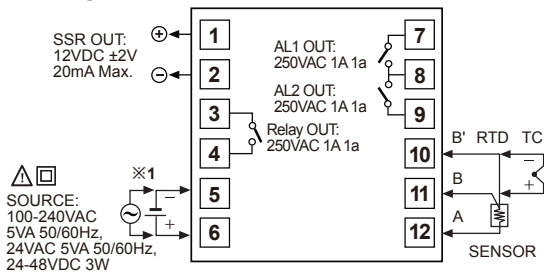 SSR OUT:
12VDC ±2V
20mA Max.
⊕
⊖
1
2
3
4
5
6
7
8
9
10
11
12
AL1 OUT:
250VAC 1A 1a
AL2 OUT:
250VAC 1A 1a
Relay OUT:
250VAC 1A 1a
※1
−
+
SOURCE:
100-240VAC
5VA 50/60Hz,
24VAC 5VA 50/60Hz,
24-48VDC 3W
B' RTD TC
−
+
B
A
SENSOR